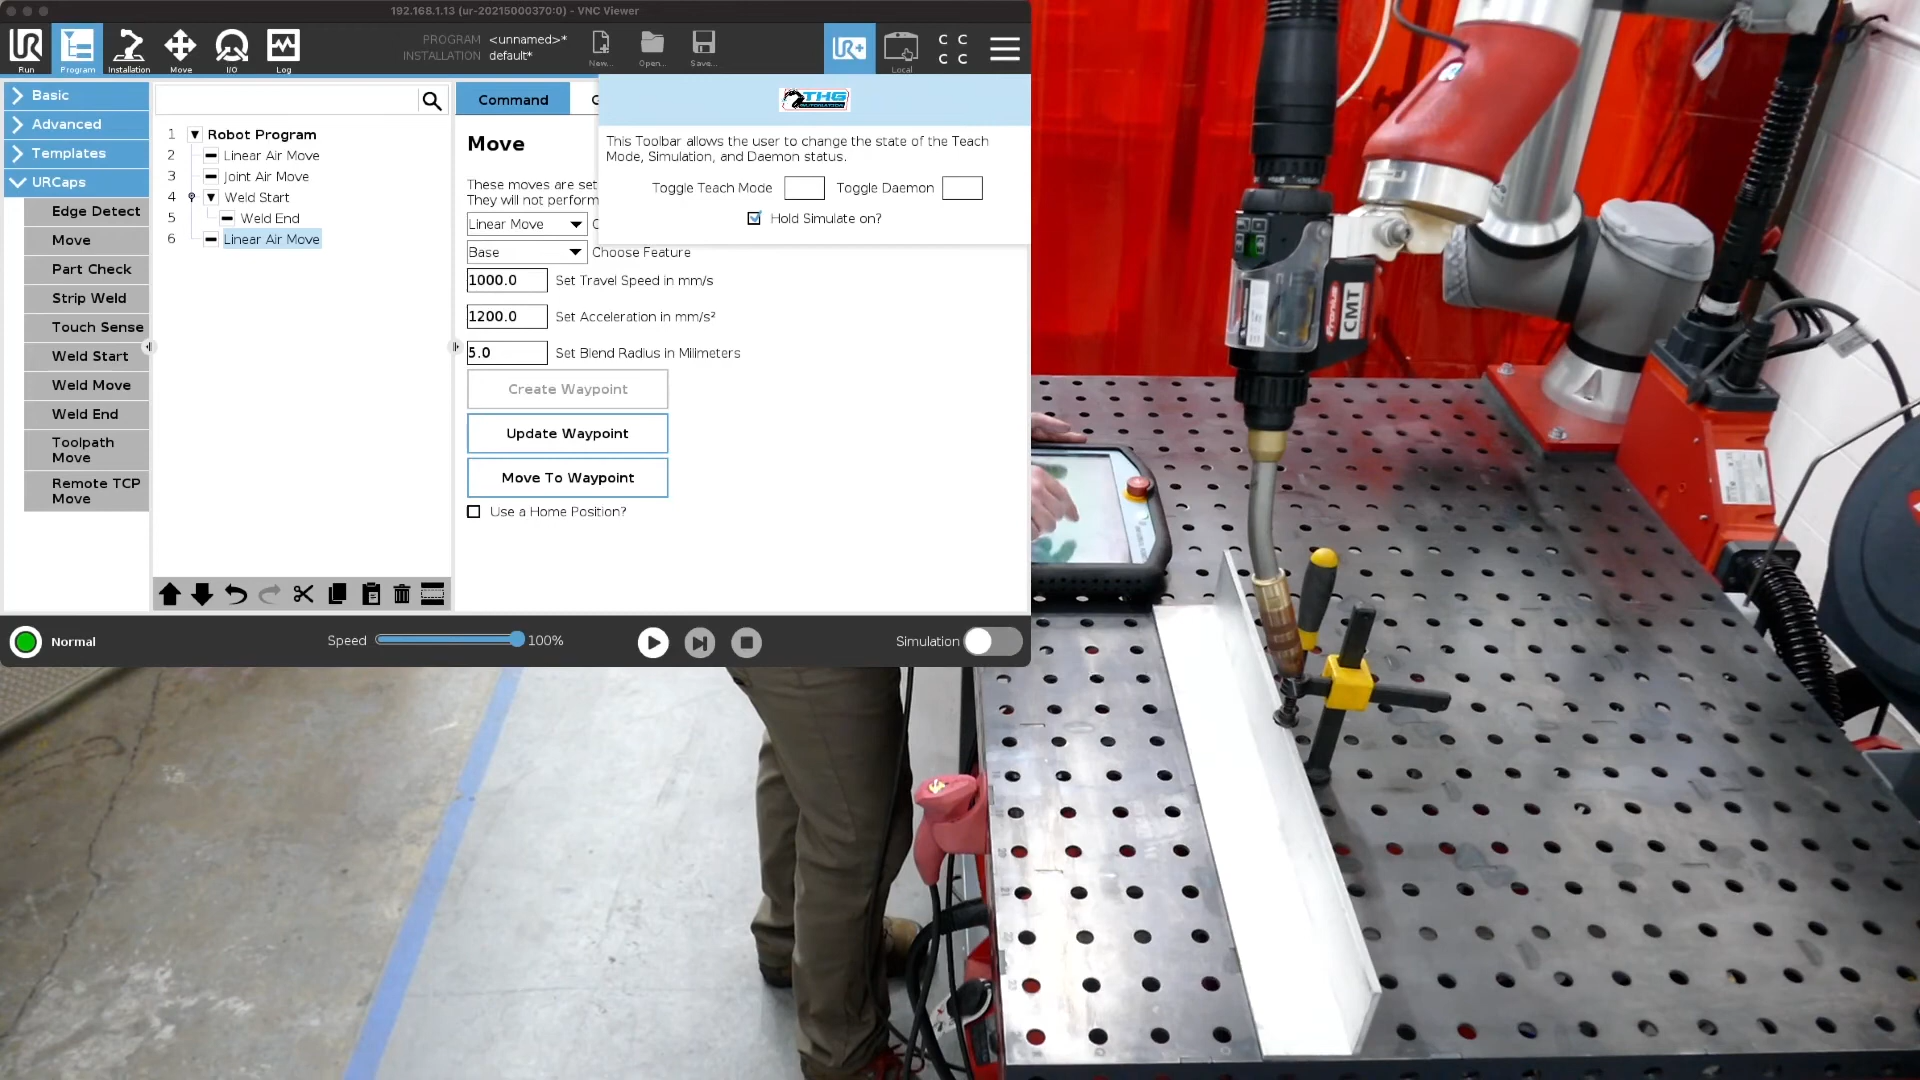 192.168.1.13 (ur-20215000370:0) - VNC Viewer
Run
Program
Installation
Move
I/O
Log
PROGRAM <unnamed>*
INSTALLATION default*
New...
Open...
Save...
UR+
Local
C C
C C
Basic
Advanced
Templates
URCaps
Edge Detect
Move
Part Check
Strip Weld
Touch Sense
Weld Start
Weld Move
Weld End
Toolpath
Move
Remote TCP
Move
1 Robot Program
2 Linear Air Move
3 Joint Air Move
4 Weld Start
5 Weld End
6 Linear Air Move
Command
G
Move
These moves are set
They will not perform
Linear Move
C
Base Choose Feature
1000.0 Set Travel Speed in mm/s
1200.0 Set Acceleration in mm/s²
5.0 Set Blend Radius in Milimeters
Create Waypoint
Update Waypoint
Move To Waypoint
Use a Home Position?
THG
AUTOMATION
This Toolbar allows the user to change the state of the Teach
Mode, Simulation, and Daemon status.
Toggle Teach Mode
Toggle Daemon
Hold Simulate on?
Normal
Speed 100%
Simulation
Fronius
CMT